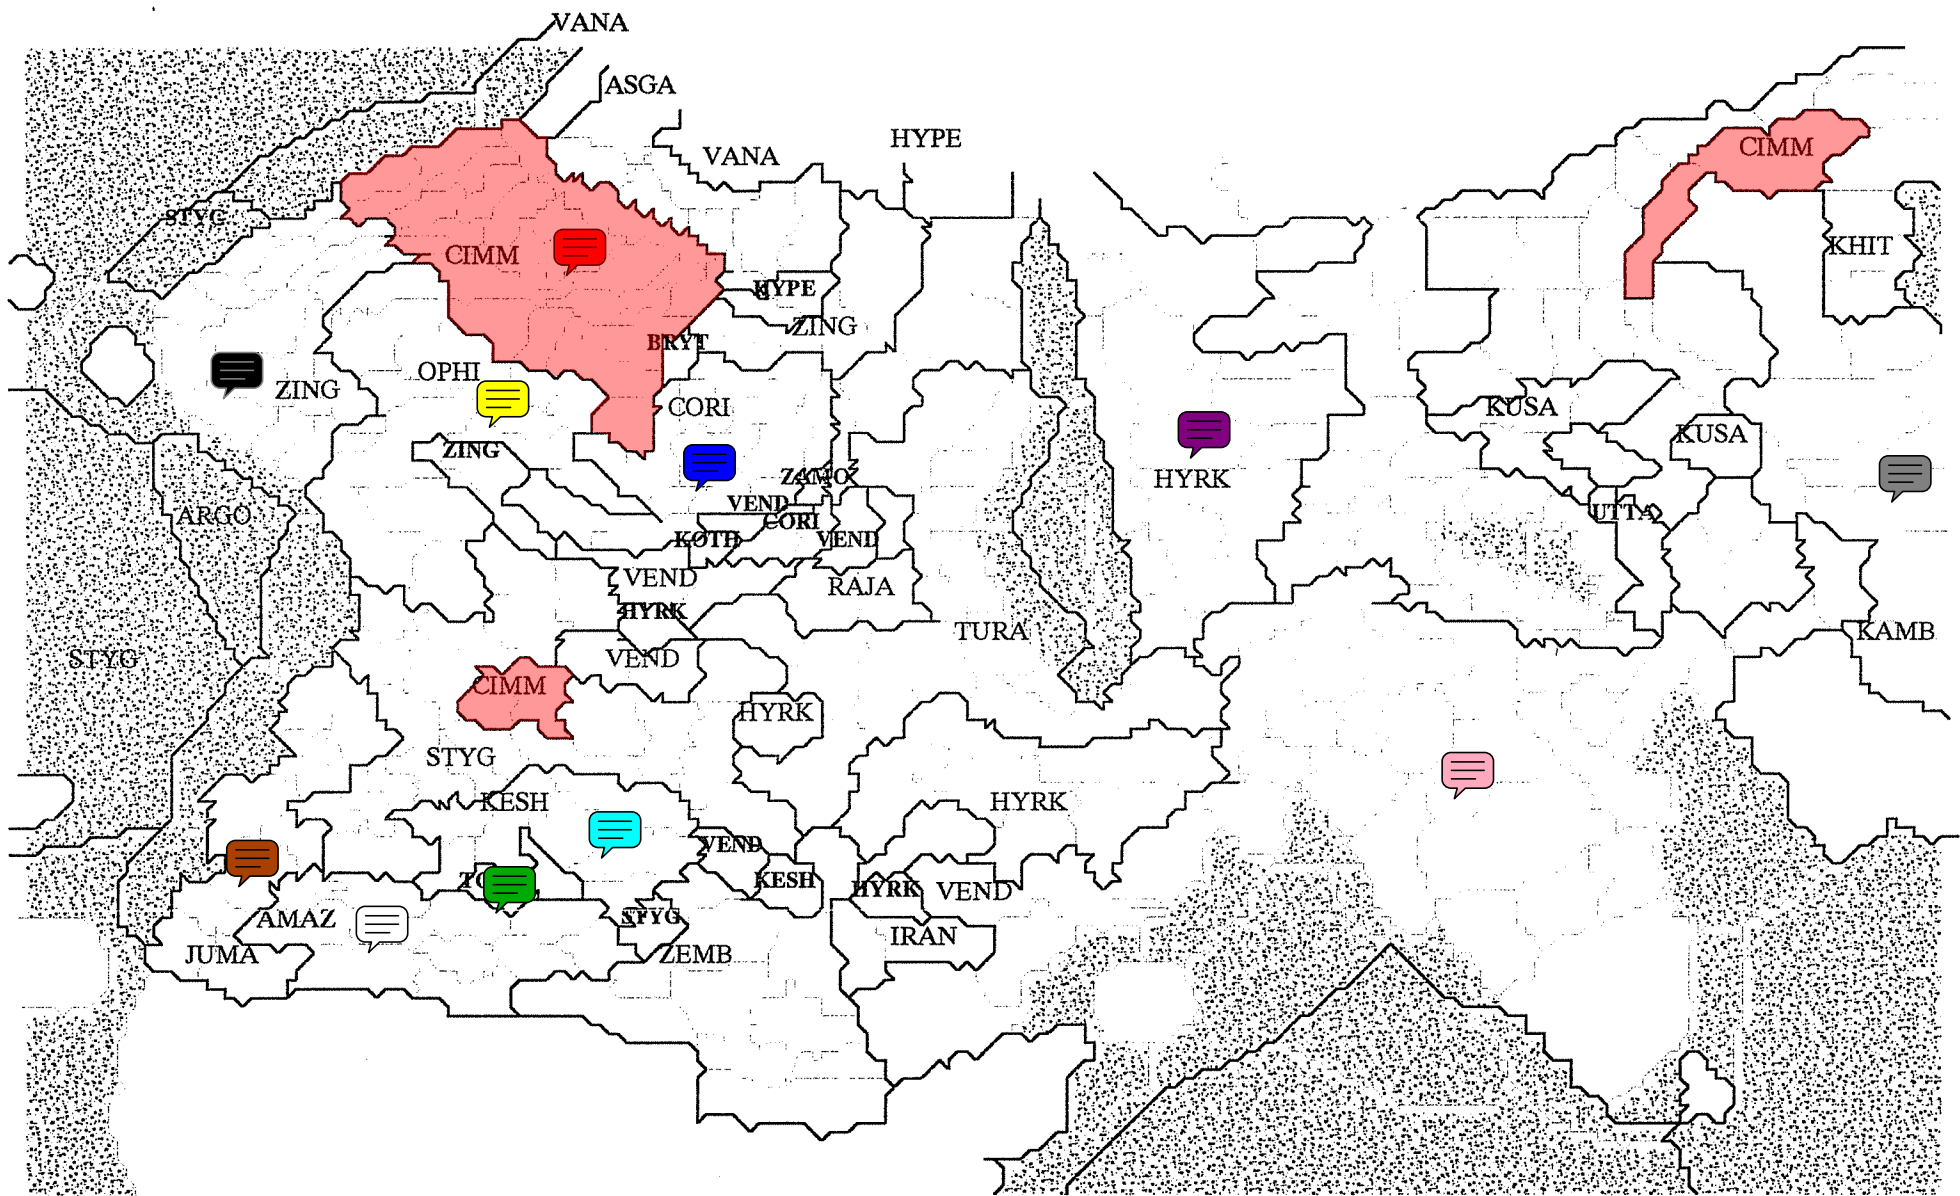 VANA
ASGA
HYPE
VANA
CIMM
STYG
KHIT
CIMM
HYPE
ZING
BRYT
OPHI
ZING
CORI
KUSA
KUSA
ZING
ZAMO
HYRK
VEND
CORI
UTTA
ARGO
KOTH
VEND
VEND
RAJA
HYRK
TURA
KAMB
STYG
VEND
CIMM
HYRK
STYG
KESH
HYRK
VEND
KESH
HYRK
VEND
AMAZ
STYG
IRAN
JUMA
ZEMB